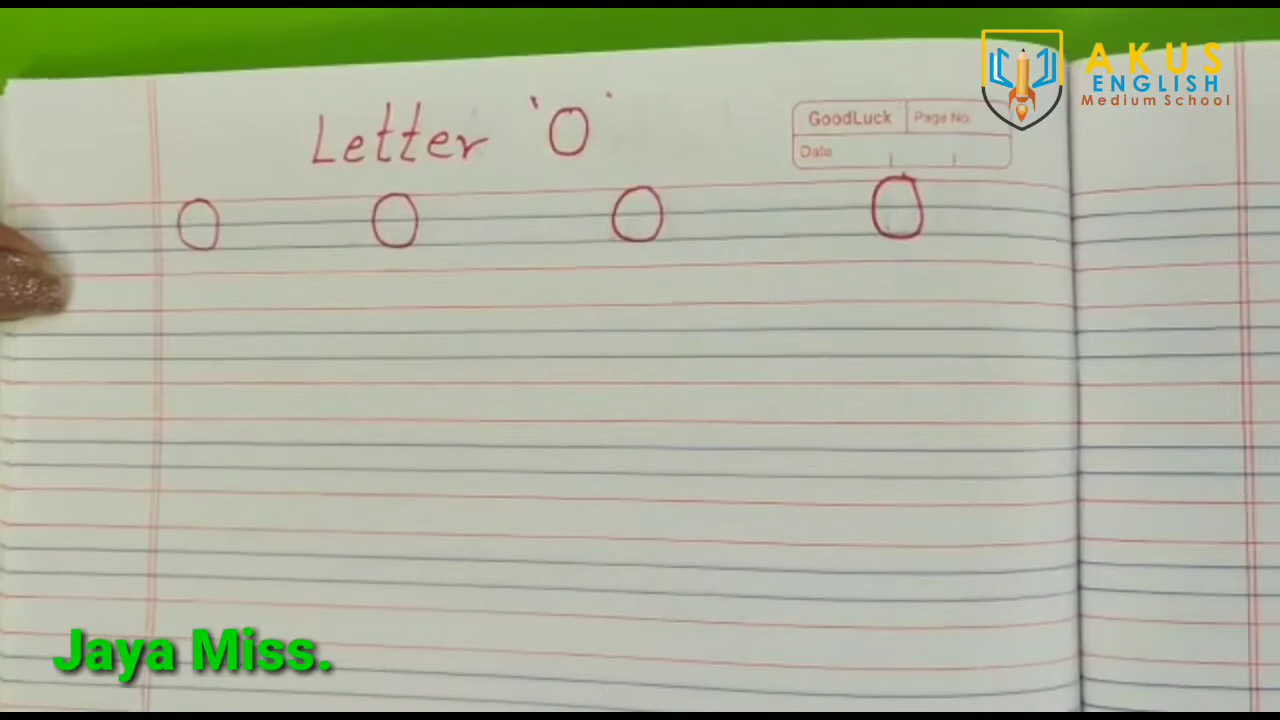 AKUS
ENGLISH
Medium School
Letter 'O'
GoodLuck Page No.
Date
O O O O
Jaya Miss.